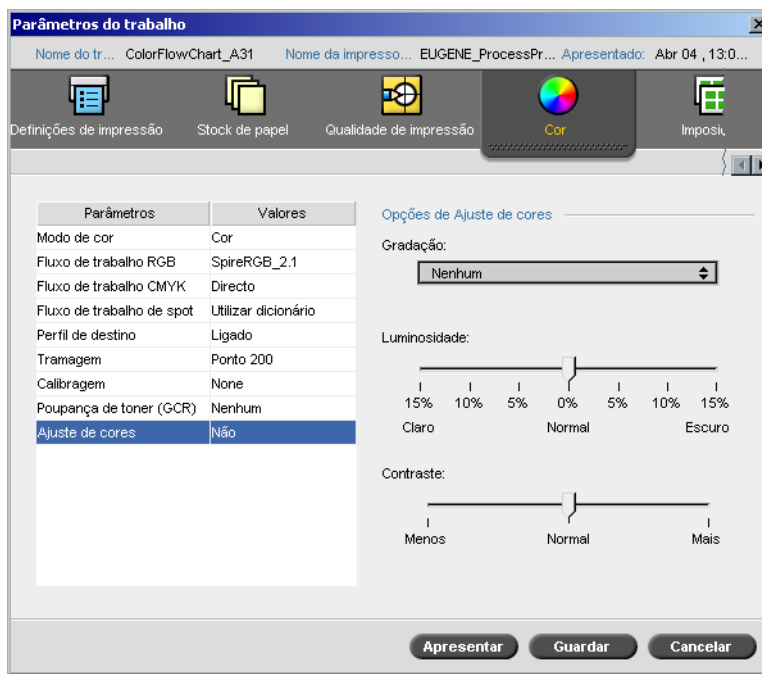 Parâmetros do trabalho
Nome do tr... ColorFlowChart_A31 Nome da impresso... EUGENE_ProcessPr... Apresentado: Abr 04 , 13:0...
Definições de impressão Stock de papel Qualidade de impressão Cor Imposi
Parâmetros Valores
Modo de cor Cor
Fluxo de trabalho RGB SpireRGB_2.1
Fluxo de trabalho CMYK Directo
Fluxo de trabalho de spot Utilizar dicionário
Perfil de destino Ligado
Tramagem Ponto 200
Calibragem None
Poupança de toner (GCR) Nenhum
Ajuste de cores Não
Opções de Ajuste de cores
Gradação:
Nenhum
Luminosidade:
15% 10% 5% 0% 5% 10% 15%
Claro Normal Escuro
Contraste:
Menos Normal Mais
Apresentar Guardar Cancelar